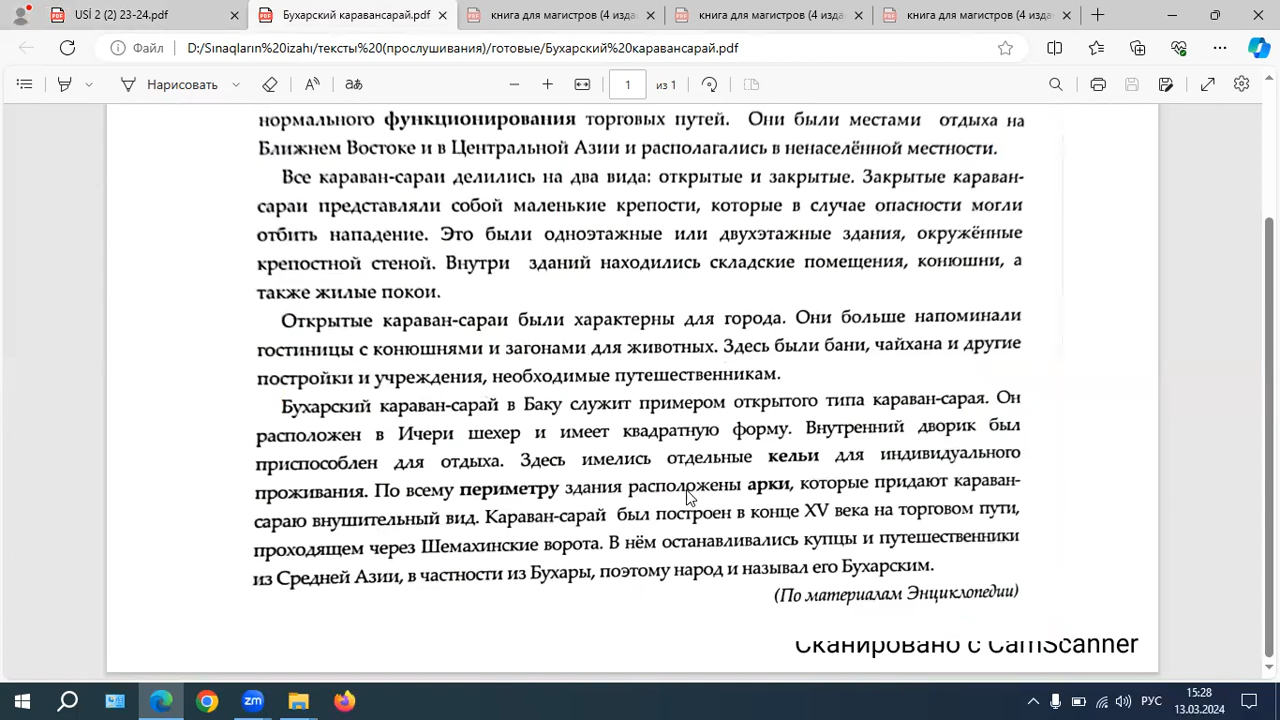 USİ 2 (2) 23-24.pdf
Бухарский каравансарай.pdf
книга для магистров (4 изда
книга для магистров (4 изда
книга для магистров (4 изда
Файл
D:/Sınaqların%20izahı/тексты%20(прослушивания)/готовые/Бухарский%20каравансарай.pdf
Нарисовать
1
из 1
нормального функционирования торговых путей. Они были местами отдыха на
Ближнем Востоке и в Центральной Азии и располагались в ненаселённой местности.
Все караван-сараи делились на два вида: открытые и закрытые. Закрытые караван-
сараи представляли собой маленькие крепости, которые в случае опасности могли
отбить нападение. Это были одноэтажные или двухэтажные здания, окружённые
крепостной стеной. Внутри зданий находились складские помещения, конюшни, а
также жилые покои.
Открытые караван-сараи были характерны для города. Они больше напоминали
гостиницы с конюшнями и загонами для животных. Здесь были бани, чайхана и другие
постройки и учреждения, необходимые путешественникам.
Бухарский караван-сарай в Баку служит примером открытого типа караван-сарая. Он
расположен в Ичери шехер и имеет квадратную форму. Внутренний дворик был
приспособлен для отдыха. Здесь имелись отдельные кельи для индивидуального
проживания. По всему периметру здания расположены арки, которые придают караван-
сараю внушительный вид. Караван-сарай был построен в конце XV века на торговом пути,
проходящем через Шемахинские ворота. В нём останавливались купцы и путешественники
из Средней Азии, в частности из Бухары, поэтому народ и называл его Бухарским.
(По материалам Энциклопедии)
Сканировано с CamScanner
zm
РУС
15:28
13.03.2024